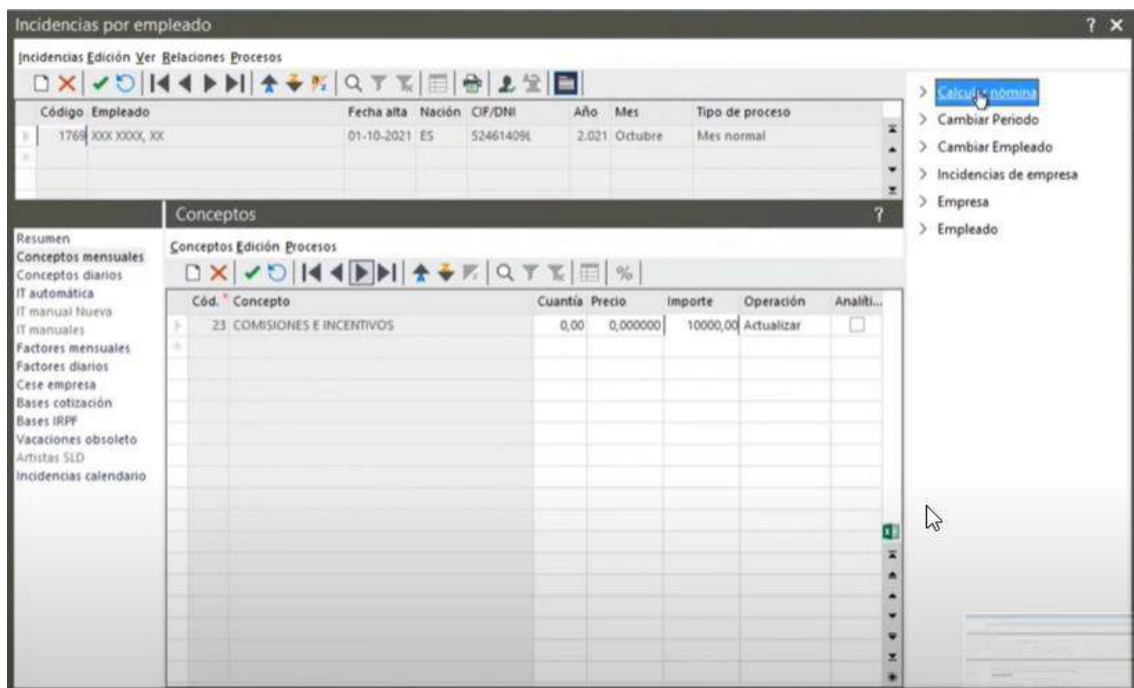 Incidencias por empleado
? ×
Incidencias Edición Ver Relaciones Procesos
Código Empleado Fecha alta Nación CIF/DNI Año Mes Tipo de proceso
1769 XXX XXXX, XX 01-10-2021 ES 52461409L 2.021 Octubre Mes normal
Calcular nómina
Cambiar Periodo
Cambiar Empleado
Incidencias de empresa
Empresa
Empleado
Resumen
Conceptos mensuales
Conceptos diarios
IT automática
IT manual Nueva
IT manuales
Factores mensuales
Factores diarios
Cese empresa
Bases cotización
Bases IRPF
Vacaciones obsoleto
Artistas SLD
Incidencias calendario
Conceptos ?
Conceptos Edición Procesos
%
Cód. * Concepto Cuantía Precio Importe Operación Analíti...
23 COMISIONES E INCENTIVOS 0,00 0,000000 10000,00 Actualizar